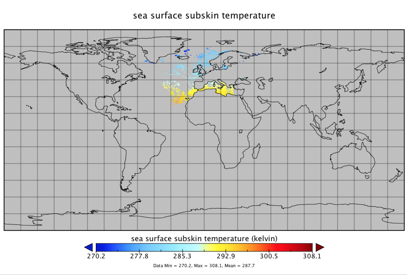 sea surface subskin temperature
sea surface subskin temperature (kelvin)
270.2 277.8 285.3 292.9 300.5 308.1
Data Min = 270.2, Max = 308.1, Mean = 287.7